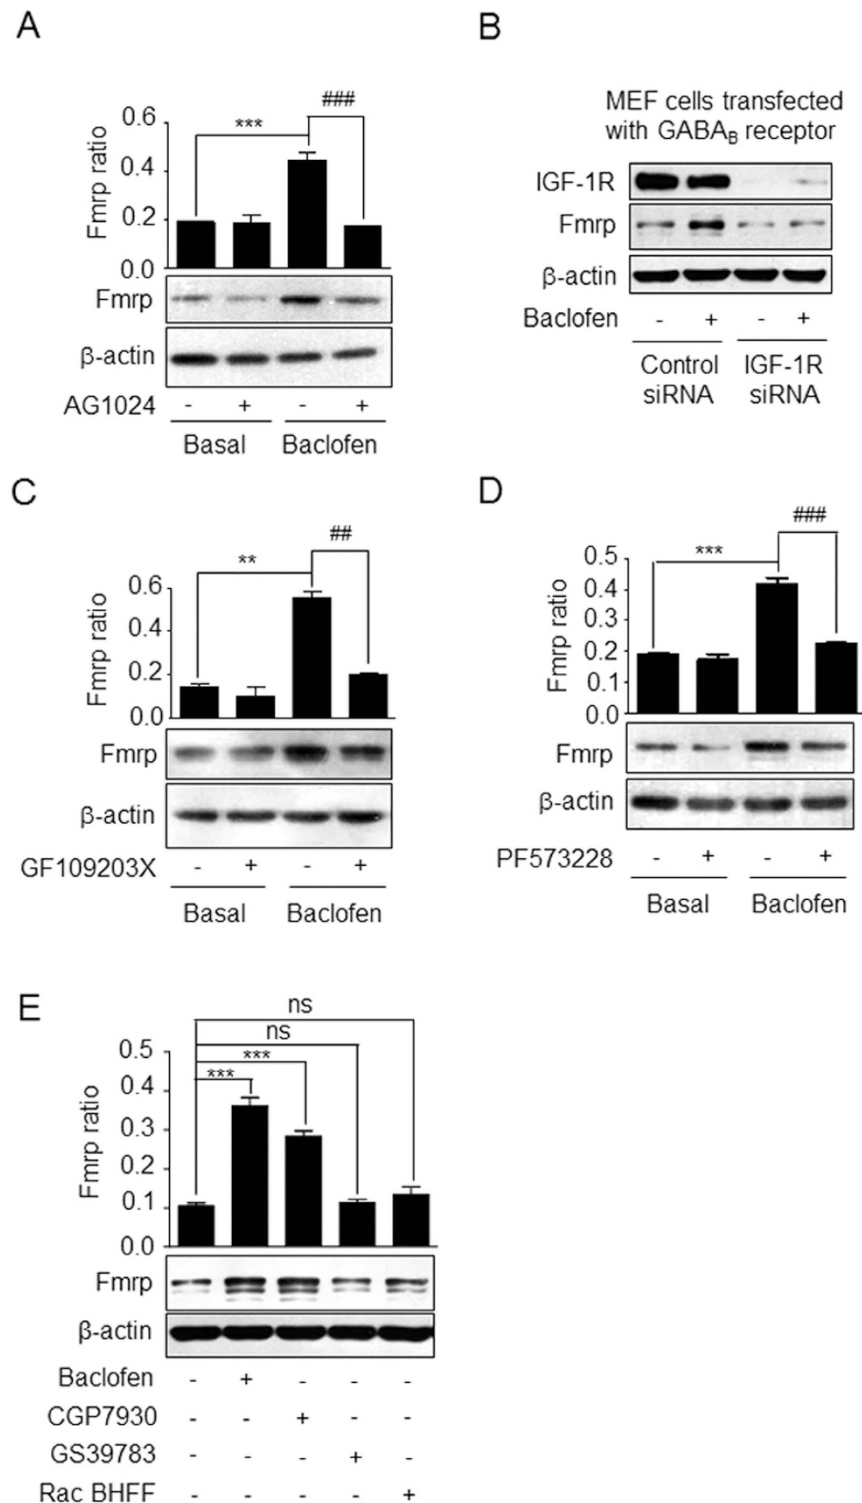 A
###
***
0.6
0.4
0.2
0.0
Fmrp ratio
Fmrp
β-actin
AG1024 - + - +
Basal Baclofen
B
MEF cells transfected
with GABAB receptor
IGF-1R
Fmrp
β-actin
Baclofen - + - +
Control IGF-1R
siRNA siRNA
C
##
**
0.6
0.4
0.2
0.0
Fmrp ratio
Fmrp
β-actin
GF109203X - + - +
Basal Baclofen
D
###
***
0.5
0.4
0.3
0.2
0.1
0.0
Fmrp ratio
Fmrp
β-actin
PF573228 - + - +
Basal Baclofen
E
ns
ns
***
***
0.5
0.4
0.3
0.2
0.1
0.0
Fmrp ratio
Fmrp
β-actin
Baclofen - + - - -
CGP7930 - - + - -
GS39783 - - - + -
Rac BHFF - - - - +